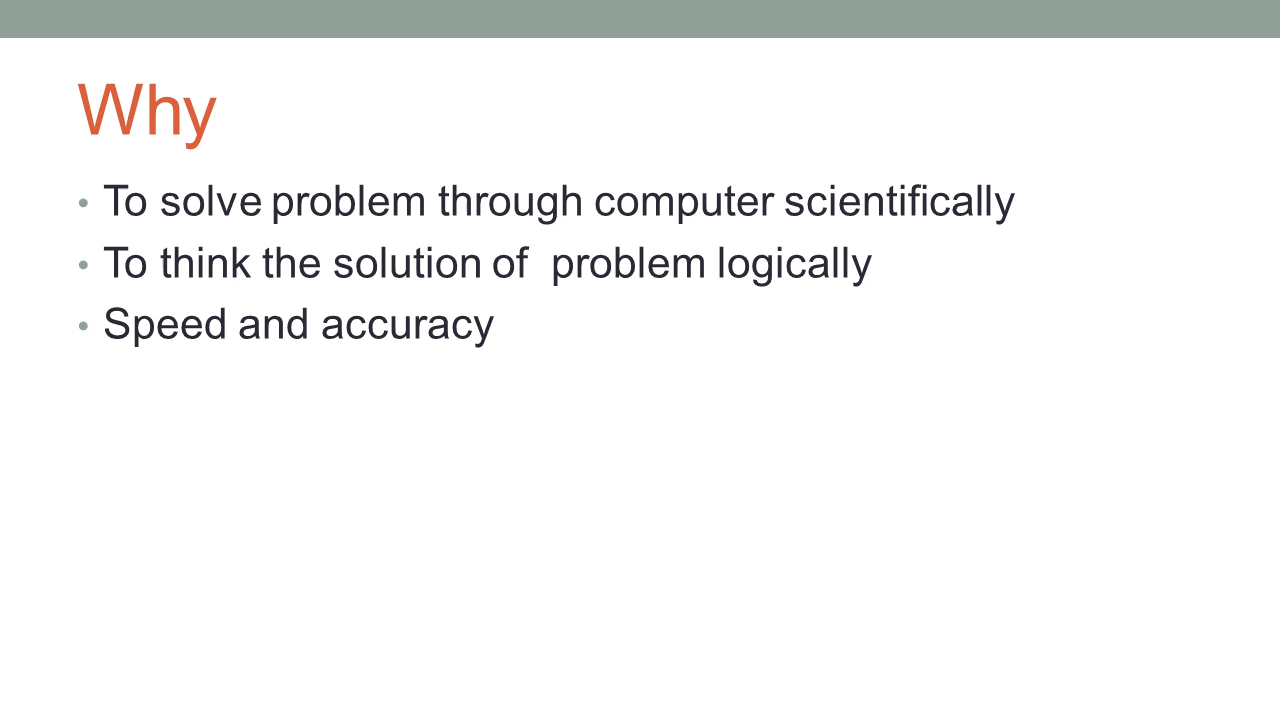 Why
• To solve problem through computer scientifically
• To think the solution of  problem logically
• Speed and accuracy